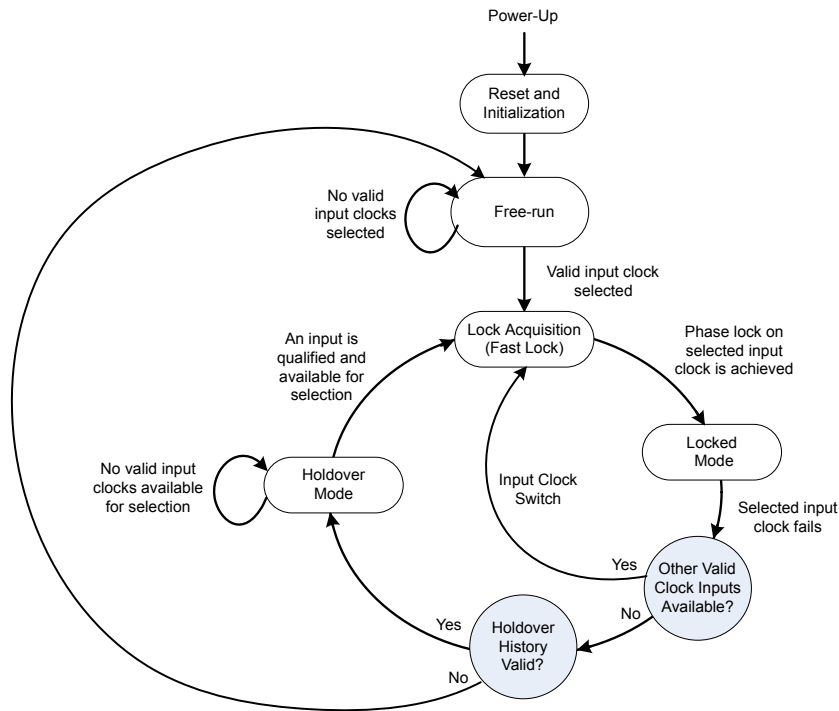 Power-Up
Reset and
Initialization
No valid
input clocks
selected
Free-run
Valid input clock
selected
An input is
qualified and
available for
selection
Lock Acquisition
(Fast Lock)
Phase lock on
selected input
clock is achieved
No valid input
clocks available
for selection
Holdover
Mode
Input Clock
Switch
Locked
Mode
Selected input
clock fails
Yes
Other Valid
Clock Inputs
Available?
No
Yes
Holdover
History
Valid?
No